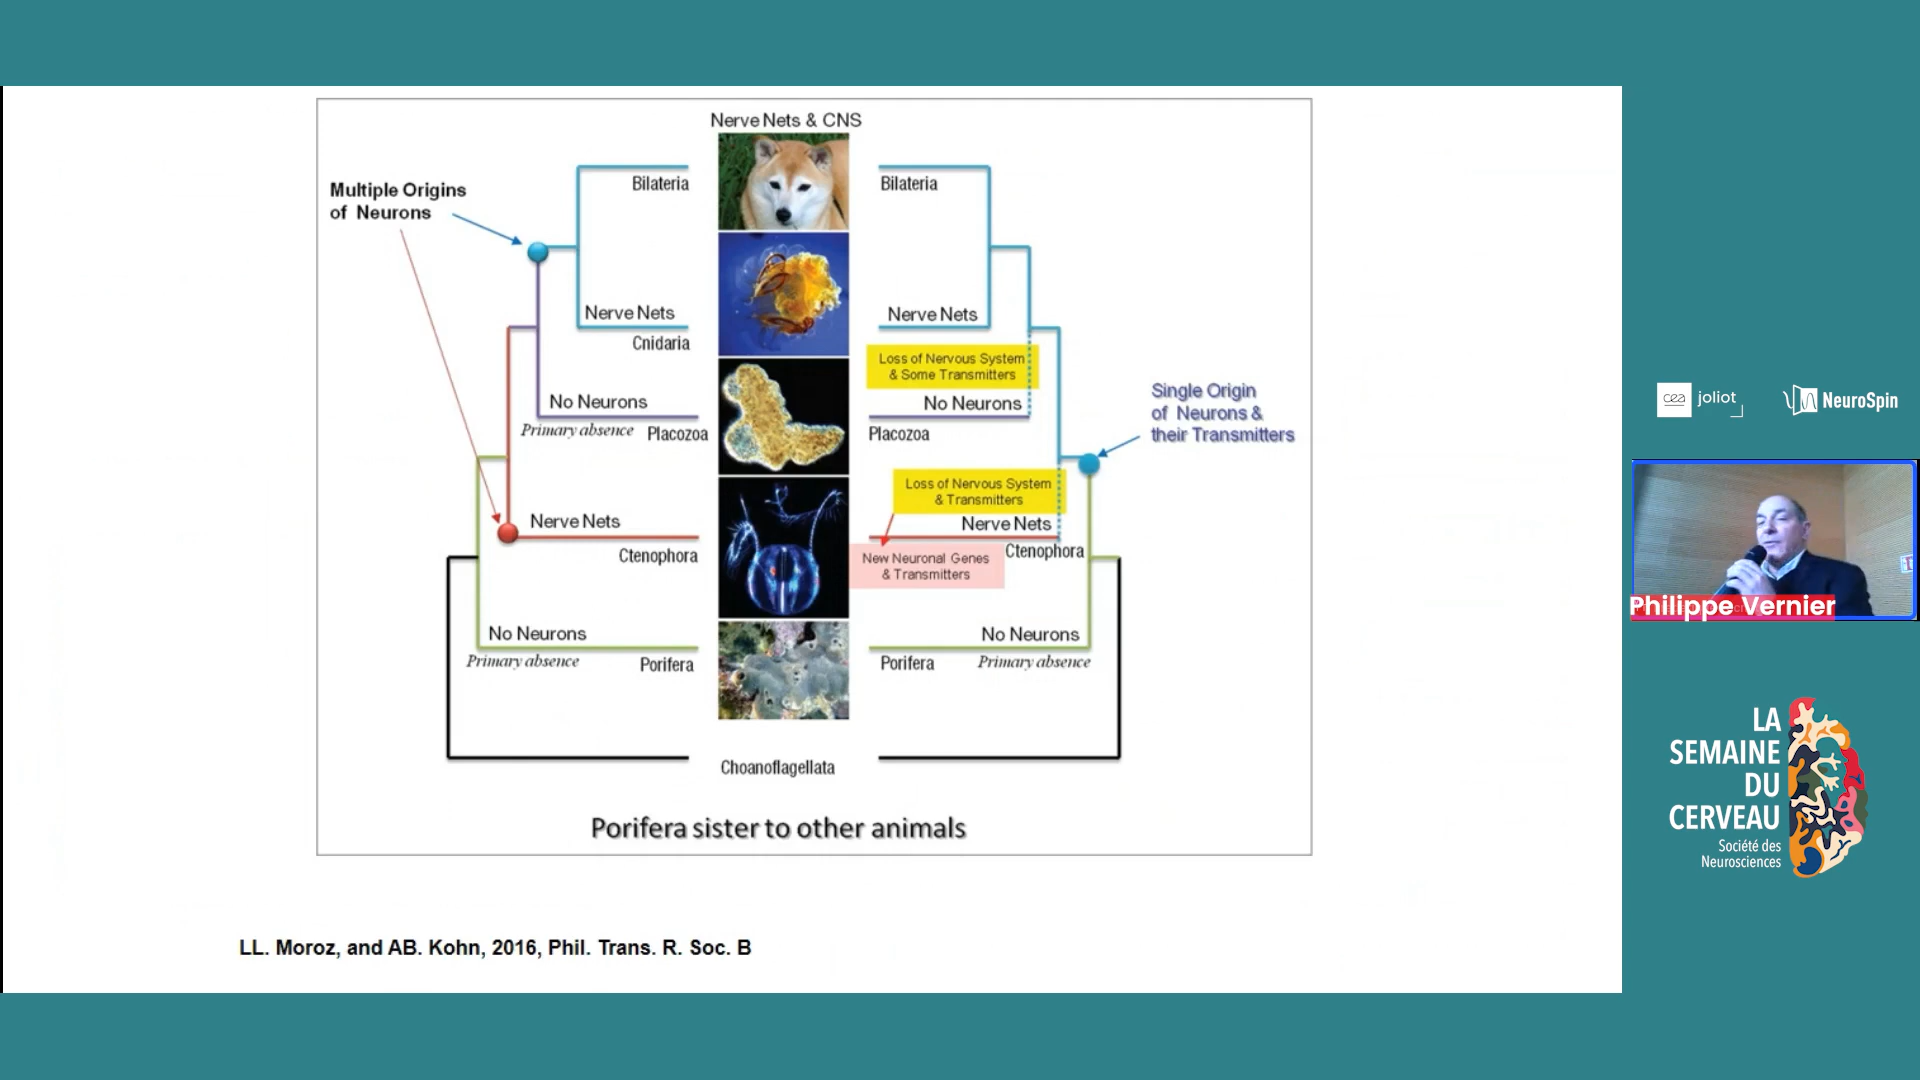 Nerve Nets & CNS
Multiple Origins
of Neurons
Bilateria
Nerve Nets
Cnidaria
No Neurons
Primary absence
Placozoa
Nerve Nets
Ctenophora
No Neurons
Primary absence
Porifera
Bilateria
Nerve Nets
Loss of Nervous System
& Some Transmitters
No Neurons
Placozoa
Single Origin
of Neurons &
their Transmitters
Loss of Nervous System
& Transmitters
Nerve Nets
Ctenophora
New Neuronal Genes
& Transmitters
No Neurons
Porifera
Primary absence
Choanoflagellata
Porifera sister to other animals
LL. Moroz, and AB. Kohn, 2016, Phil. Trans. R. Soc. B
cea joliot
NeuroSpin
Philippe Vernier
LA
SEMAINE
DU
CERVEAU
Société des
Neurosciences